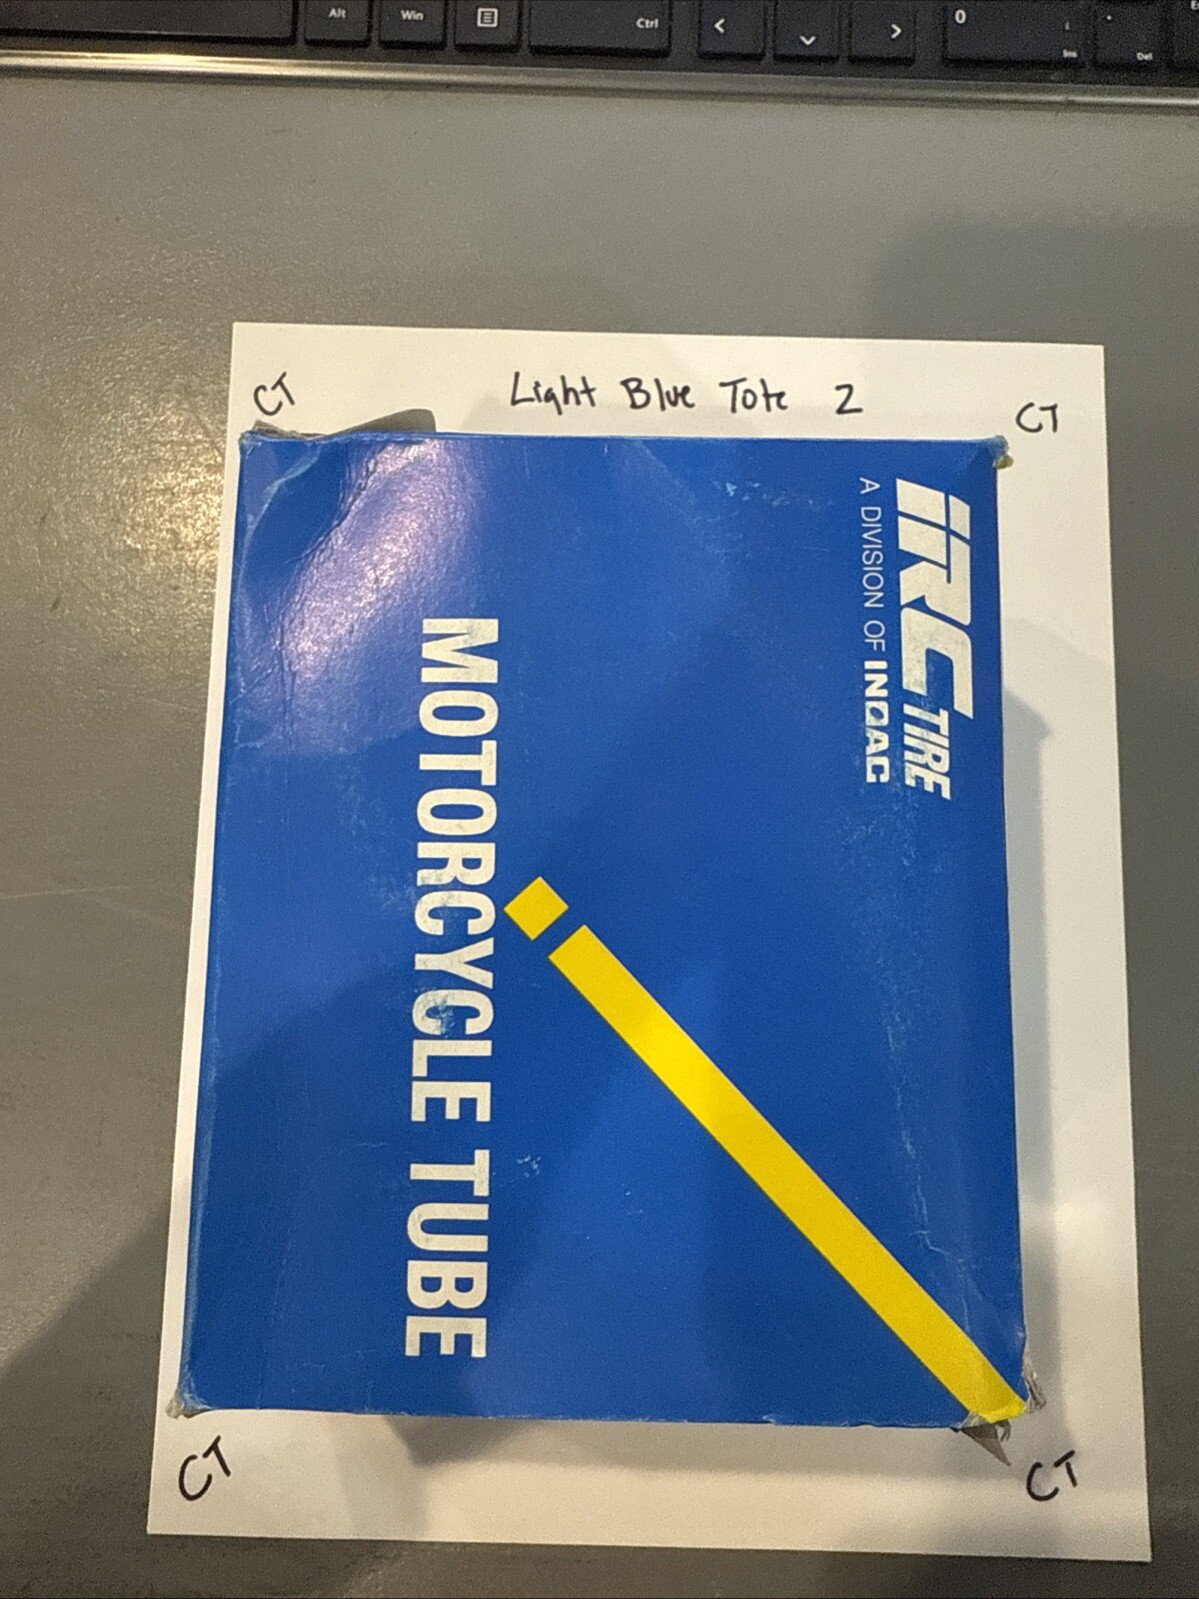 Alt
Win
Ctrl
<
>
0
Ins
.
Del
CT
Light Blue Tote 2
CT
iRC TIRE
A DIVISION OF INOAC
MOTORCYCLE TUBE
CT
CT